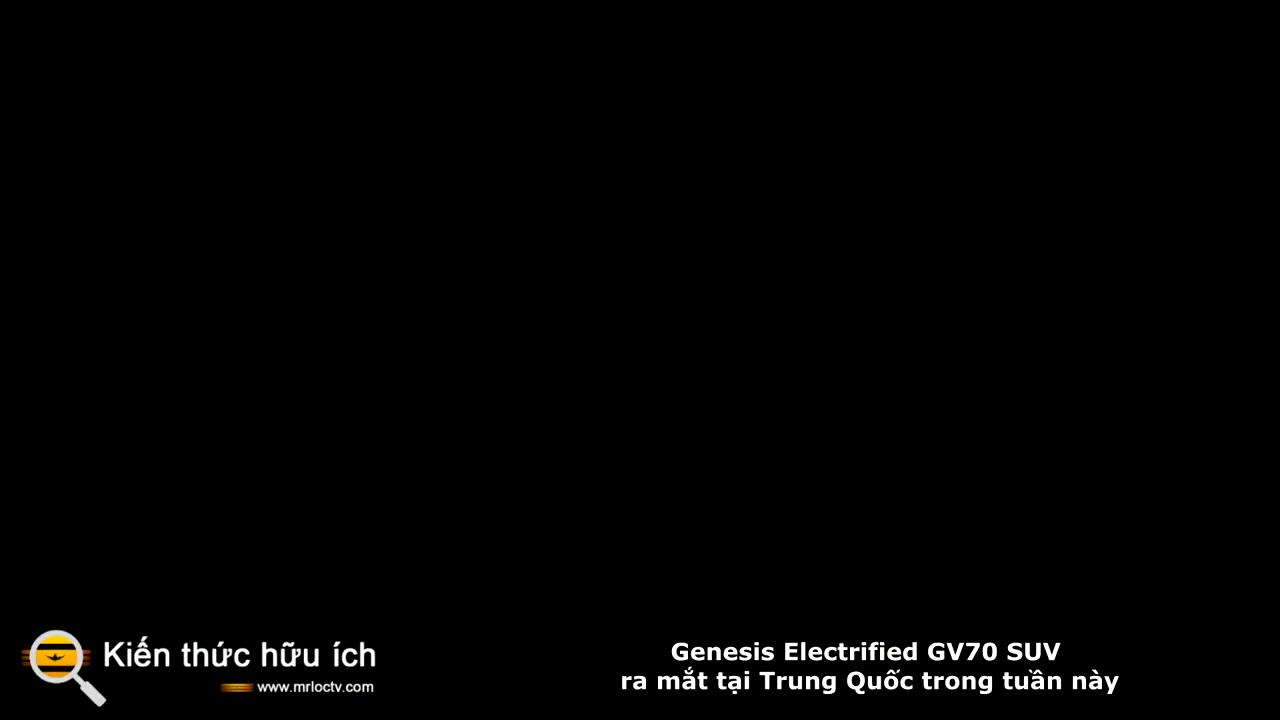 Kiến thức hữu ích
www.mrloctv.com
Genesis Electrified GV70 SUV
ra mắt tại Trung Quốc trong tuần này